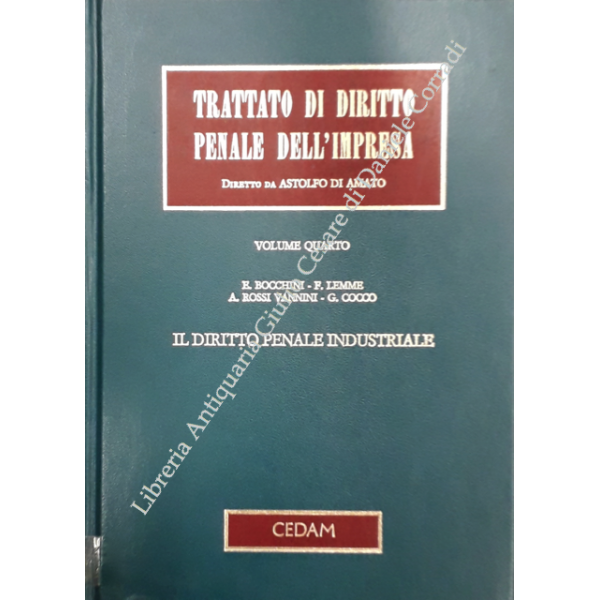 TRATTATO DI DIRITTO
PENALE DELL'IMPRESA
DIRETTO DA ASTOLFO DI AMATO
VOLUME QUARTO
E. BOCCHINI - F. LEMME
A. ROSSI VANNINI - G. COCCO
IL DIRITTO PENALE INDUSTRIALE
CEDAM
Libreria Antiquaria Giulio Cesare di Daniele Corradi